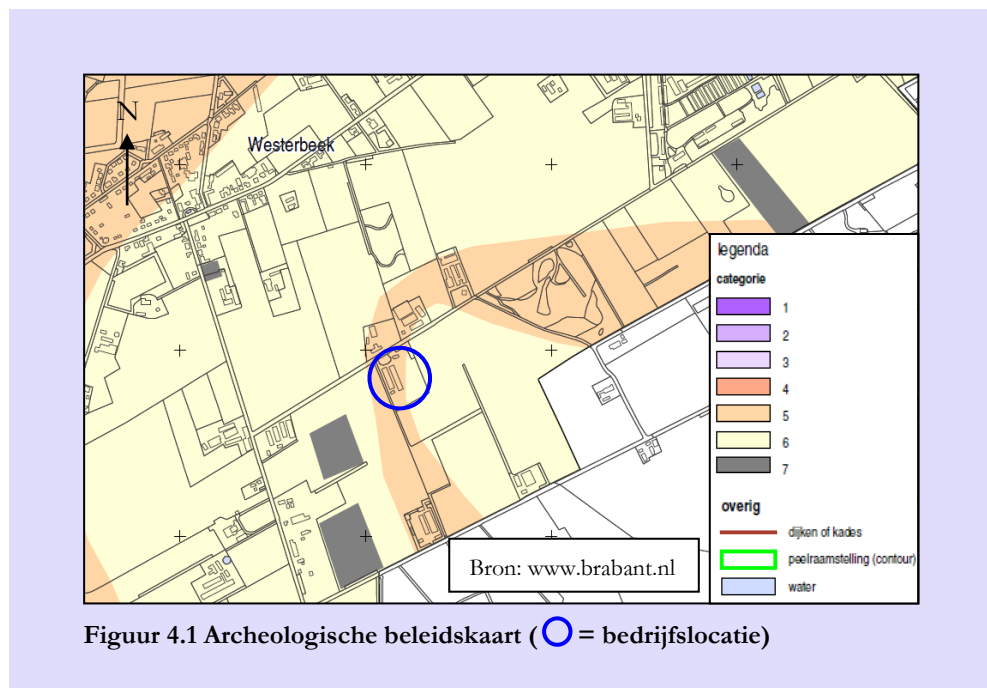 N
Westerbeek
legenda
categorie
1
2
3
4
5
6
7
overig
dijken of kades
peelraamstelling (contour)
water
Bron: www.brabant.nl
Figuur 4.1 Archeologische beleidskaart ( = bedrijfslocatie)